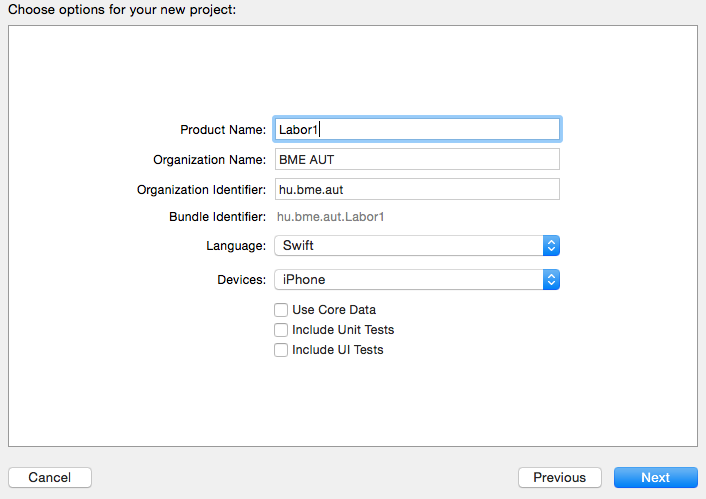 Choose options for your new project:
Product Name: Labor1
Organization Name: BME AUT
Organization Identifier: hu.bme.aut
Bundle Identifier: hu.bme.aut.Labor1
Language: Swift
Devices: iPhone
Use Core Data
Include Unit Tests
Include UI Tests
Cancel Previous Next